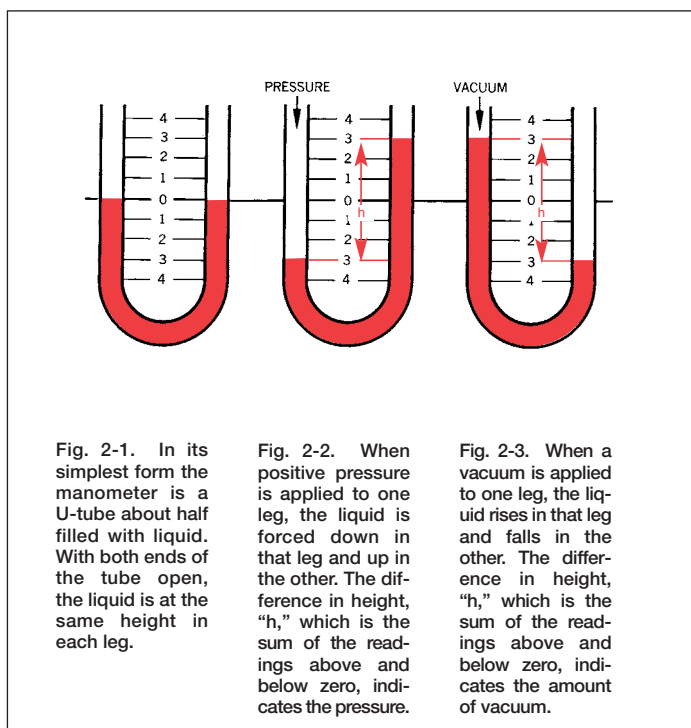 PRESSURE
VACUUM
4
3
2
1
0
1
2
3
4
4
3
2
1
0
1
2
3
4
h
4
3
2
1
0
1
2
3
4
h
Fig. 2-1. In its
simplest form the
manometer is a
U-tube about half
filled with liquid.
With both ends of
the tube open,
the liquid is at the
same height in
each leg.
Fig. 2-2. When
positive pressure
is applied to one
leg, the liquid is
forced down in
that leg and up in
the other. The dif-
ference in height,
“h,” which is the
sum of the read-
ings above and
below zero, indi-
cates the pressure.
Fig. 2-3. When a
vacuum is applied
to one leg, the liq-
uid rises in that leg
and falls in the
other. The differ-
ence in height,
“h,” which is the
sum of the read-
ings above and
below zero, indi-
cates the amount
of vacuum.